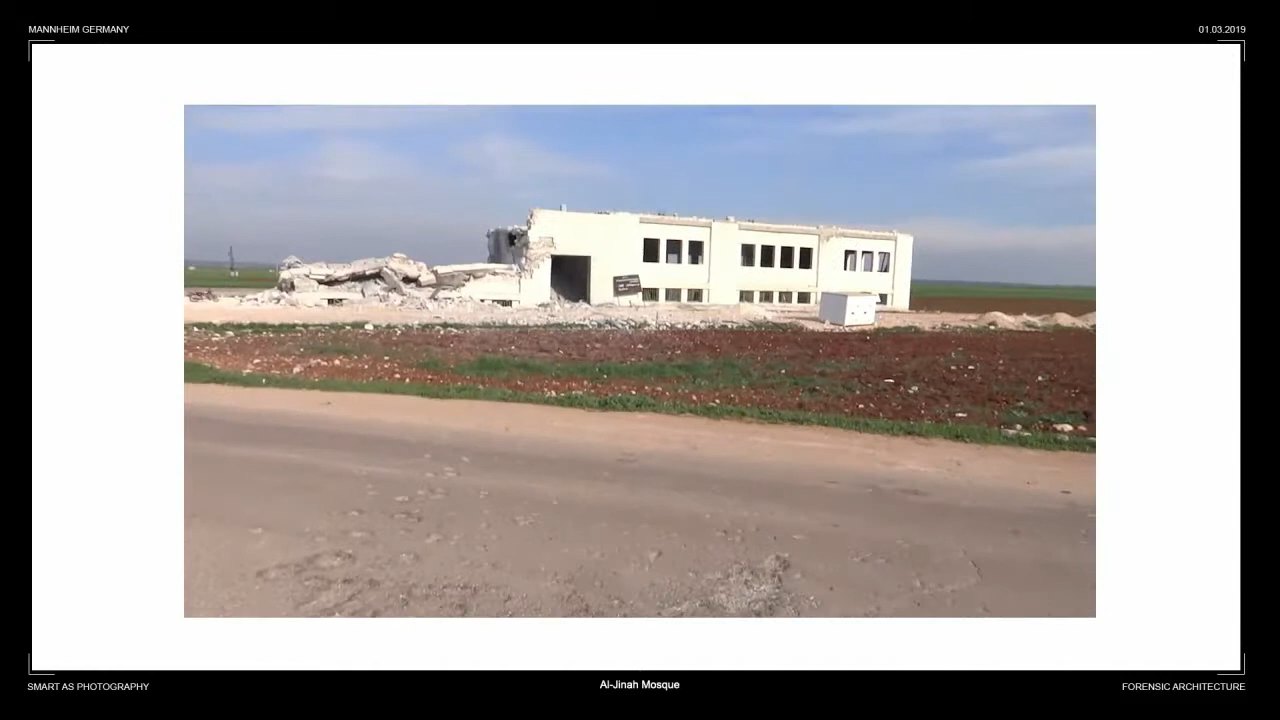 MANNHEIM GERMANY
01.03.2019
SMART AS PHOTOGRAPHY
Al-Jinah Mosque
FORENSIC ARCHITECTURE